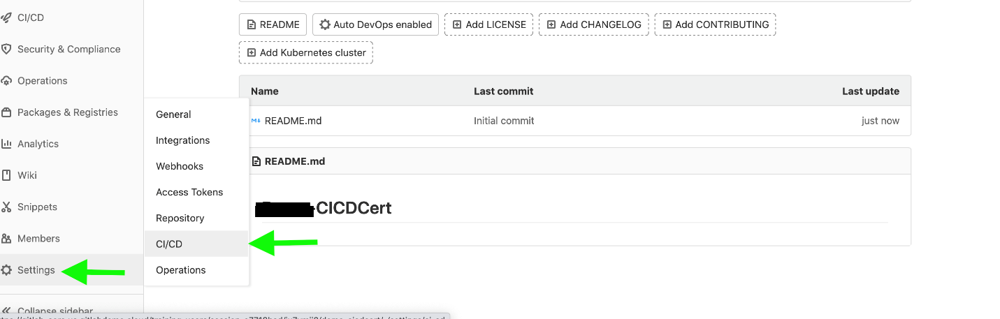 CI/CD
Security & Compliance
Operations
Packages & Registries
Analytics
Wiki
Snippets
Members
Settings
Collapse sidebar
General
Integrations
Webhooks
Access Tokens
Repository
CI/CD
Operations
README Auto DevOps enabled Add LICENSE Add CHANGELOG Add CONTRIBUTING
Add Kubernetes cluster
Name Last commit Last update
README.md Initial commit just now
README.md
-CICDCert